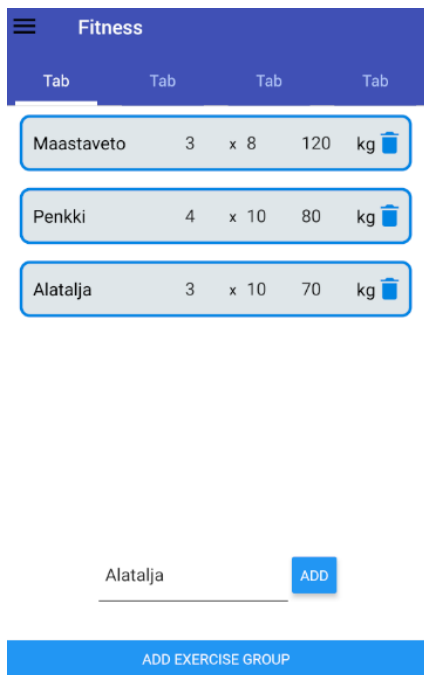 Fitness
Tab Tab Tab Tab
Maastaveto 3 x 8 120 kg
Penkki 4 x 10 80 kg
Alatalja 3 x 10 70 kg
Alatalja ADD
ADD EXERCISE GROUP